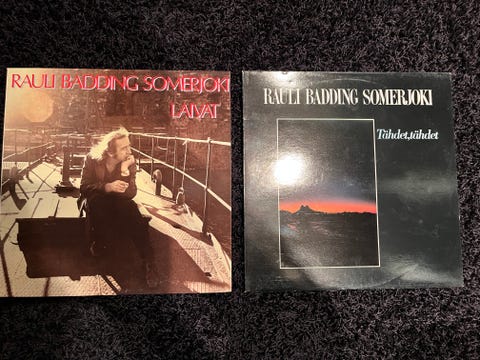 RAULI BADDING SOMERJOKI
LAIVAT
RAULI BADDING SOMERJOKI
Tähdet, tähdet